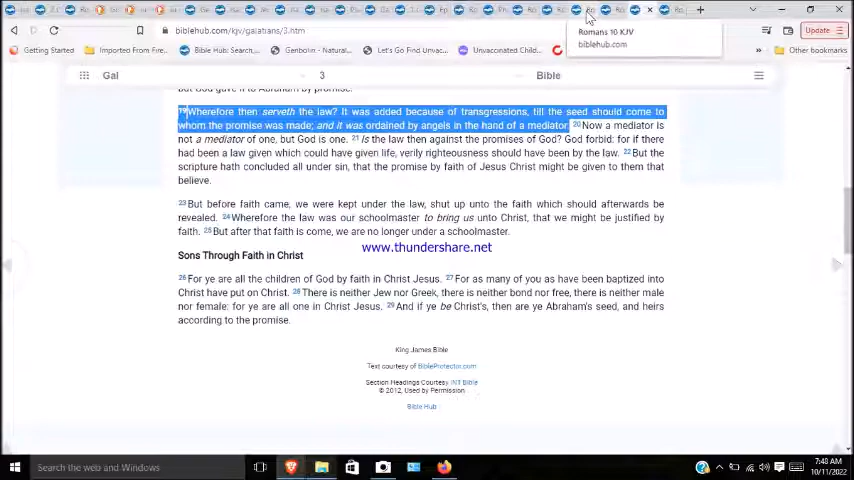 Romans 10 KJV
biblehub.com
Update
biblehub.com/kjv/galatians/3.htm
Getting Started
Imported From Fire...
Bible Hub: Search,...
Genbolin - Natural...
Let's Go
Unvaccinated Child...
Other bookmarks
Gal 3 Bible
but God gave it to Abraham by promise.
19Wherefore then serveth the law? It was added because of transgressions, till the seed should come to
whom the promise was made; and it was ordained by angels in the hand of a mediator. 20Now a mediator is
not a mediator of one, but God is one. 21Is the law then against the promises of God? God forbid: for if there
had been a law given which could have given life, verily righteousness should have been by the law. 22But the
scripture hath concluded all under sin, that the promise by faith of Jesus Christ might be given to them that
believe.
23But before faith came, we were kept under the law, shut up unto the faith which should afterwards be
revealed. 24Wherefore the law was our schoolmaster to bring us unto Christ, that we might be justified by
faith. 25But after that faith is come, we are no longer under a schoolmaster.
www.thundershare.net
Sons Through Faith in Christ
26For ye are all the children of God by faith in Christ Jesus. 27For as many of you as have been baptized into
Christ have put on Christ. 28There is neither Jew nor Greek, there is neither bond nor free, there is neither male
nor female: for ye are all one in Christ Jesus. 29And if ye be Christ's, then are ye Abraham's seed, and heirs
according to the promise.
King James Bible
Text courtesy of BibleProtector.com
Section Headings Courtesy INT Bible
© 2012, Used by Permission
Bible Hub
Search the web and Windows
7:48 AM
10/11/2022